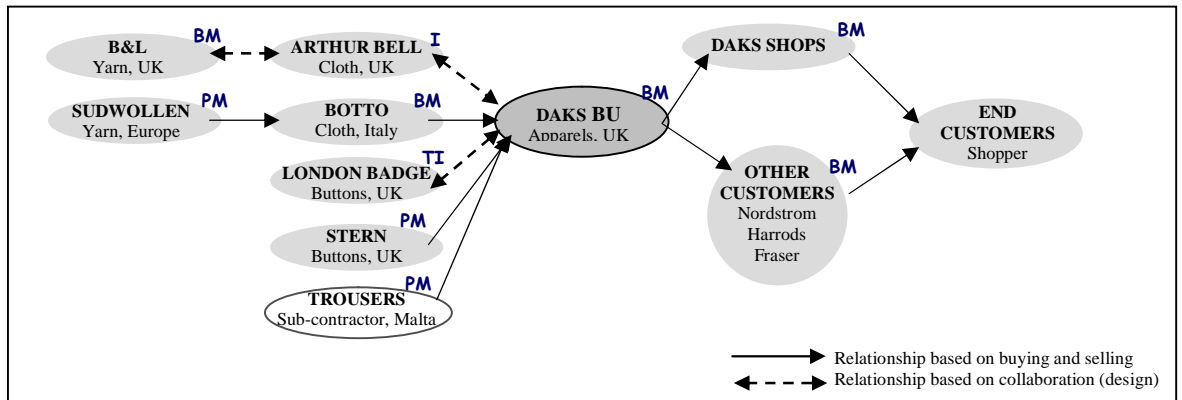 BM
B&L
Yarn, UK
I
ARTHUR BELL
Cloth, UK
BM
DAKS SHOPS
PM
SUDWOLLEN
Yarn, Europe
BM
BOTTO
Cloth, Italy
BM
DAKS BU
Apparels, UK
END
CUSTOMERS
Shopper
TI
LONDON BADGE
Buttons, UK
BM
OTHER
CUSTOMERS
Nordstrom
Harrods
Fraser
PM
STERN
Buttons, UK
PM
TROUSERS
Sub-contractor, Malta
Relationship based on buying and selling
Relationship based on collaboration (design)